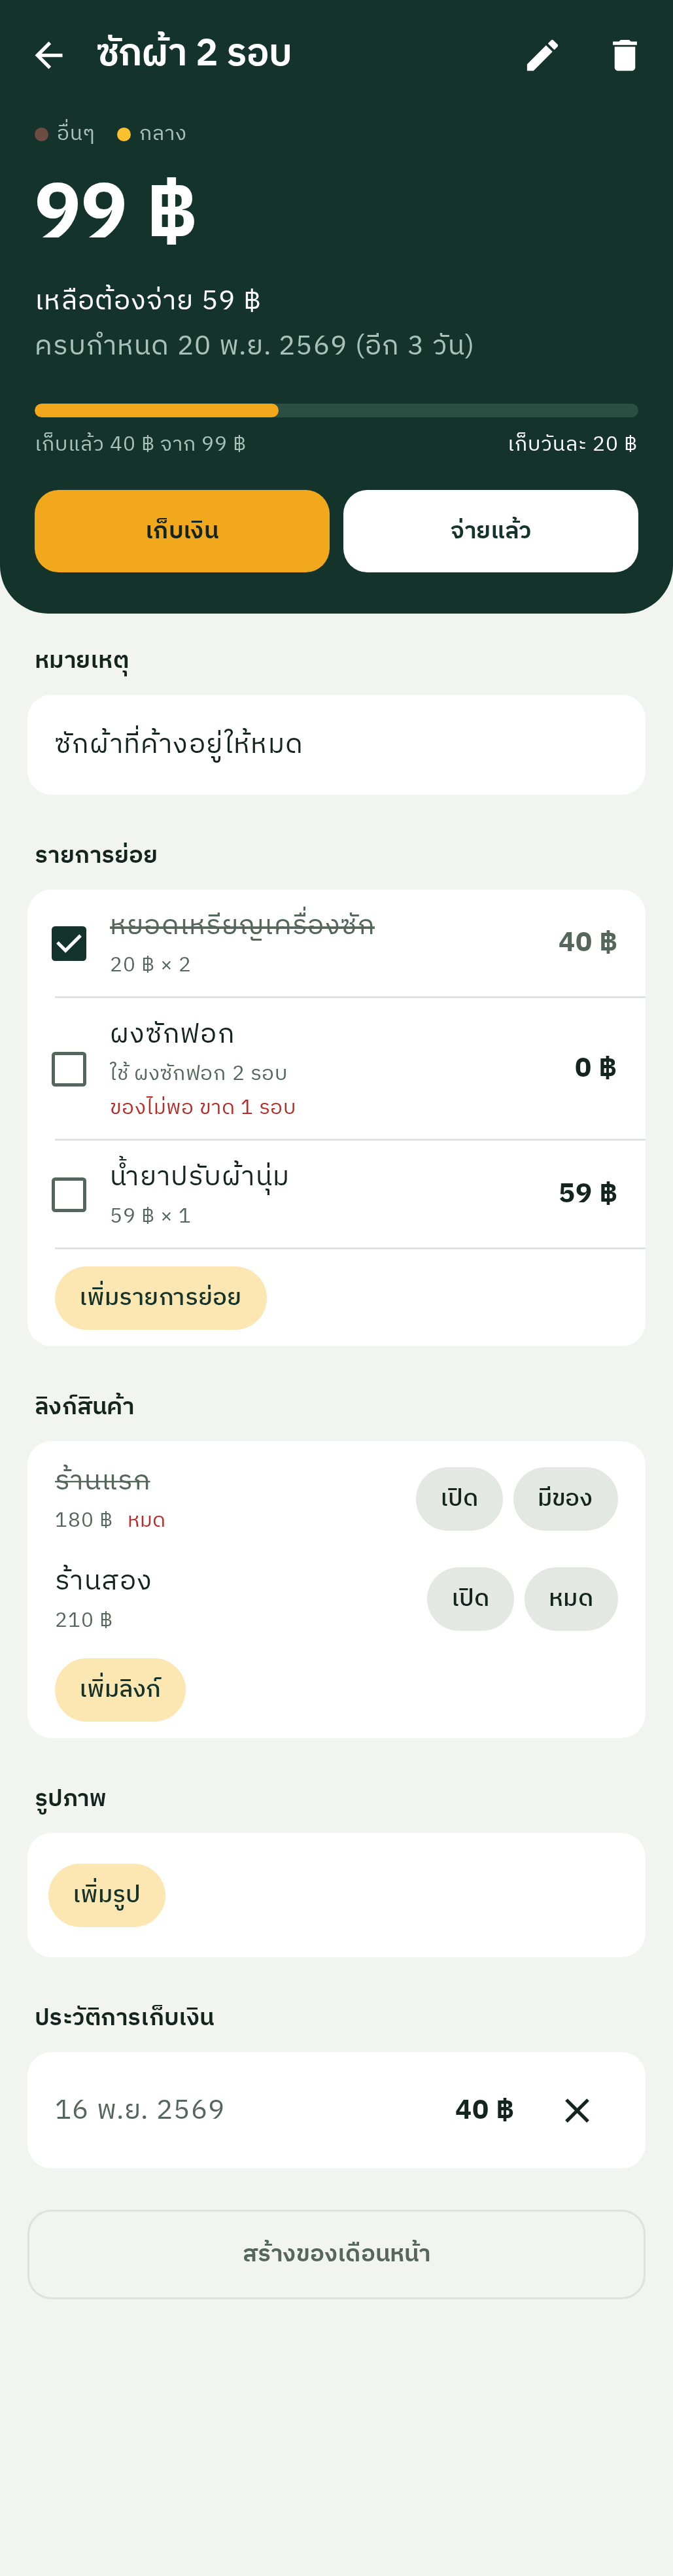 ซักผ้า 2 รอบ
อื่นๆ กลาง
99 ฿
เหลือต้องจ่าย 59 ฿
ครบกำหนด 20 พ.ย. 2569 (อีก 3 วัน)
เก็บแล้ว 40 ฿ จาก 99 ฿ เก็บวันละ 20 ฿
เก็บเงิน จ่ายแล้ว
หมายเหตุ
ซักผ้าที่ค้างอยู่ให้หมด
รายการย่อย
หยอดเหรียญเครื่องซัก 40 ฿
20 ฿ × 2
ผงซักฟอก
ใช้ ผงซักฟอก 2 รอบ 0 ฿
ของไม่พอ ขาด 1 รอบ
น้ำยาปรับผ้านุ่ม 59 ฿
59 ฿ × 1
เพิ่มรายการย่อย
ลิงก์สินค้า
ร้านแรก เปิด มีของ
180 ฿ หมด
ร้านสอง เปิด หมด
210 ฿
เพิ่มลิงก์
รูปภาพ
เพิ่มรูป
ประวัติการเก็บเงิน
16 พ.ย. 2569 40 ฿
สร้างของเดือนหน้า